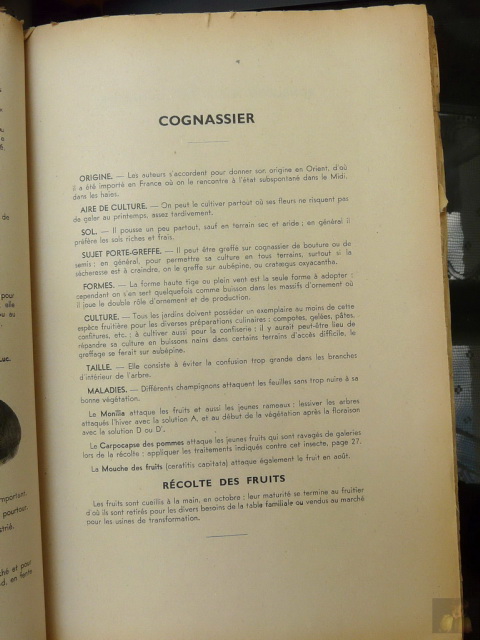 COGNASSIER
ORIGINE. — Les auteurs s'accordent pour donner son origine en Orient, d'où
il a été importé en France où on le rencontre à l'état subspontané dans le Midi,
dans les haies.
AIRE DE CULTURE. — On peut le cultiver partout où ses fleurs ne risquent pas
de geler au printemps, assez tardivement.
SOL. — Il pousse un peu partout, sauf en terrain sec et aride ; en général il
préfère les sols riches et frais.
SUJET PORTE-GREFFE. — Il peut être greffé sur cognassier de bouture ou de
semis ; en général, pour permettre sa culture en tous terrains, surtout si la
sécheresse est à craindre, on le greffe sur aubépine, ou cratægus oxyacantha.
FORMES. — La forme haute tige ou plein vent est la seule forme à adopter ;
cependant on s'en sert quelquefois comme buisson dans les massifs d'ornement où
il joue le double rôle d'ornement et de production.
CULTURE. — Tous les jardins doivent posséder un exemplaire au moins de cette
espèce fruitière pour les diverses préparations culinaires : compotes, gelées, pâtes,
confitures, etc. ; à cultiver aussi pour la confiserie ; il y aurait peut-être lieu de
répandre sa culture en buissons nains dans certains terrains d'accès difficile, le
greffage se ferait sur aubépine.
TAILLE. — Elle consiste à éviter la confusion trop grande dans les branches
d'intérieur de l'arbre.
MALADIES. — Différents champignons attaquent les feuilles sans trop nuire à sa
bonne végétation.
Le Monilia attaque les fruits et aussi les jeunes rameaux : lessiver les arbres
attaqués l'hiver avec la solution A, et au début de la végétation après la floraison
avec la solution D ou D'.
Le Carpocapse des pommes attaque les jeunes fruits qui sont ravagés de galeries
lors de la récolte : appliquer les traitements indiqués contre cet insecte, page 27.
La Mouche des fruits (ceratitis capitata) attaque également le fruit en août.
RÉCOLTE DES FRUITS
Les fruits sont cueillis à la main, en octobre ; leur maturité se termine au fruitier
d'où ils sont retirés pour les divers besoins de la table familiale ou vendus au marché
pour les usines de transformation.